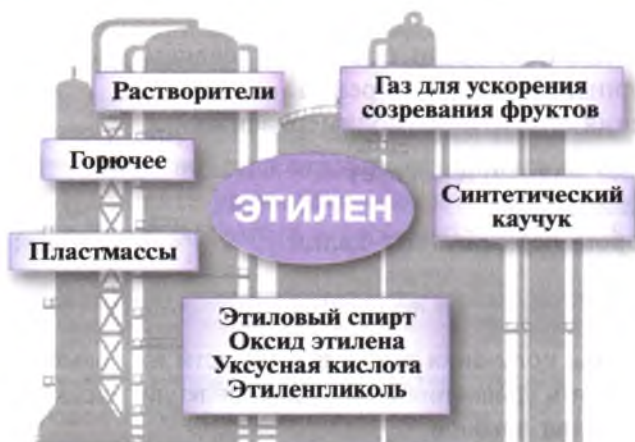 Растворители
Газ для ускорения
созревания фруктов
Горючее
ЭТИЛЕН
Синтетический
каучук
Пластмассы
Этиловый спирт
Оксид этилена
Уксусная кислота
Этиленгликоль